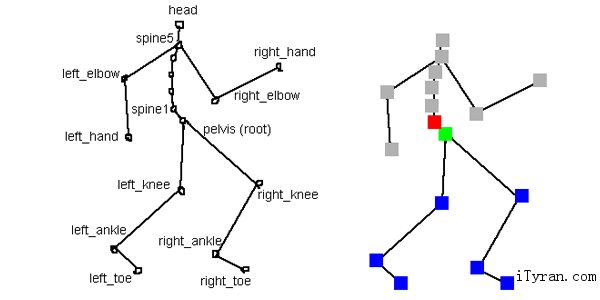 head
spine5
right_hand
left_elbow
right_elbow
spine1
left_hand
pelvis (root)
left_knee
right_knee
left_ankle
right_ankle
left_toe
right_toe
iTyran.com